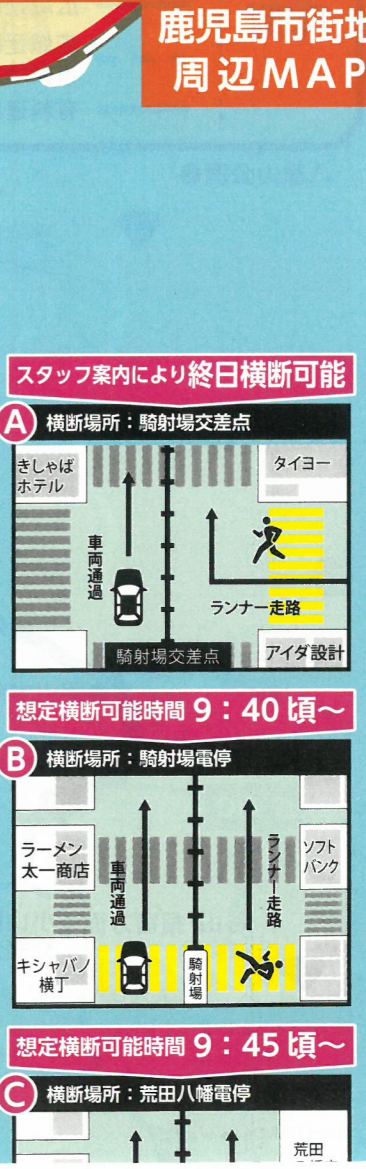 鹿児島市街地
周辺MAP
スタッフ案内により終日横断可能
A 横断場所：騎射場交差点
きしゃば
ホテル
タイヨー
車両通過
ランナー走路
騎射場交差点
アイダ設計
想定横断可能時間 9：40 頃～
B 横断場所：騎射場電停
ラーメン
太一商店
車両通過
ランナー走路
ソフト
バンク
キシャバノ
横丁
騎射場
想定横断可能時間 9：45 頃～
C 横断場所：荒田八幡電停
荒田